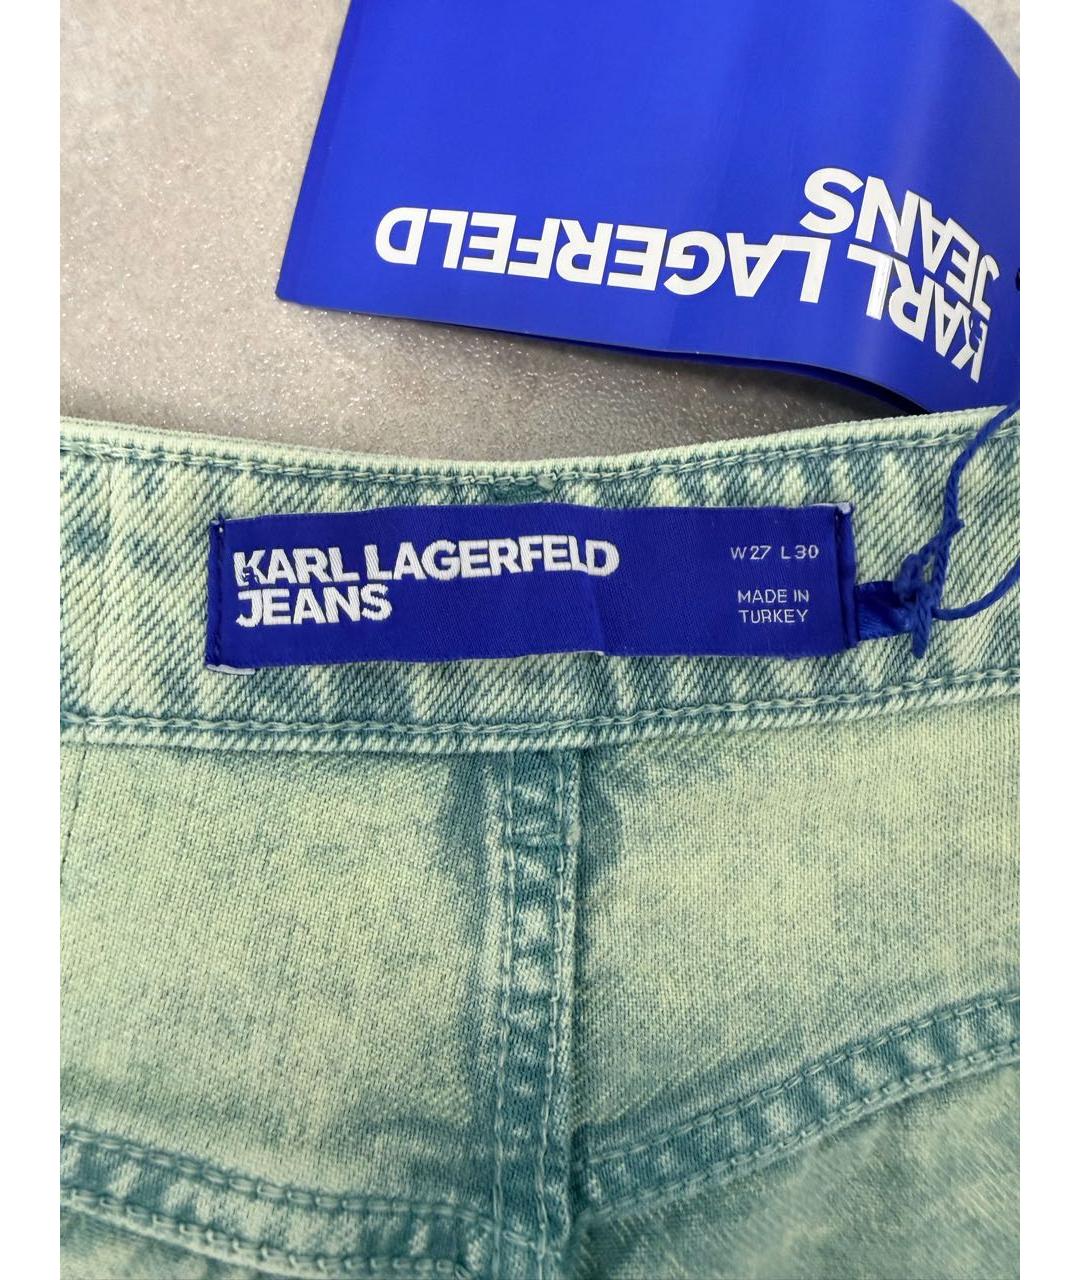 KARL LAGERFELD
JEANS
KARL LAGERFELD
JEANS
W27 L30
MADE IN
TURKEY